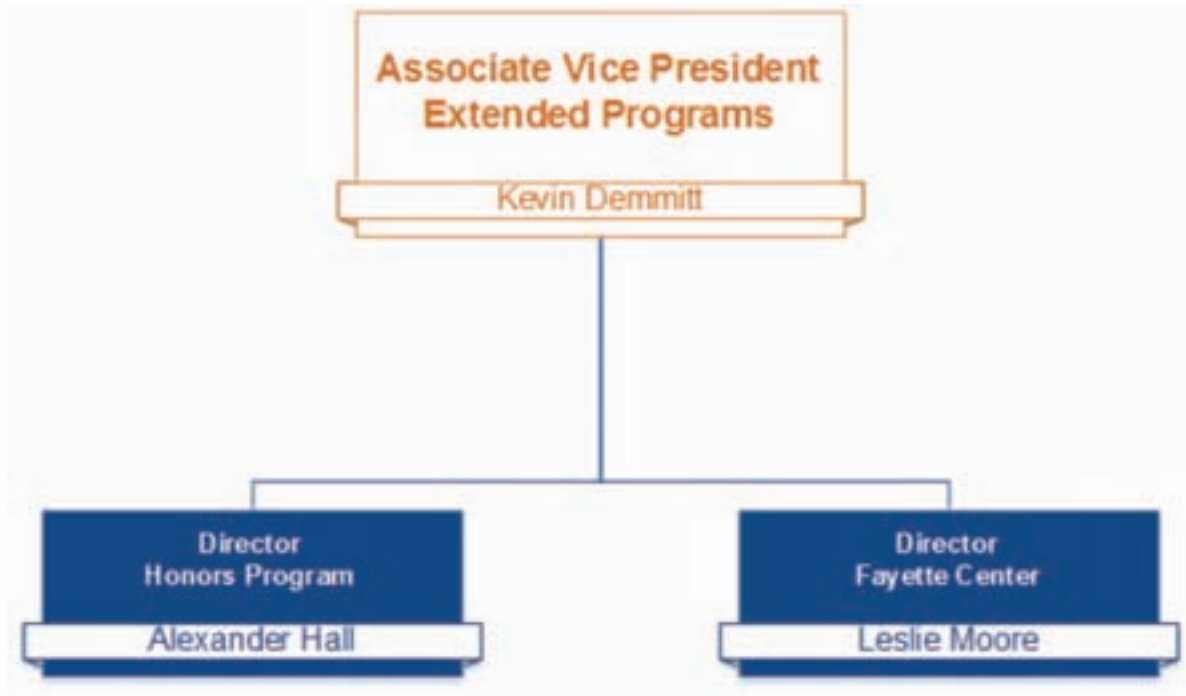 Associate Vice President
Extended Programs
Kevin Demmitt
Director
Honors Program
Alexander Hall
Director
Fayette Center
Leslie Moore